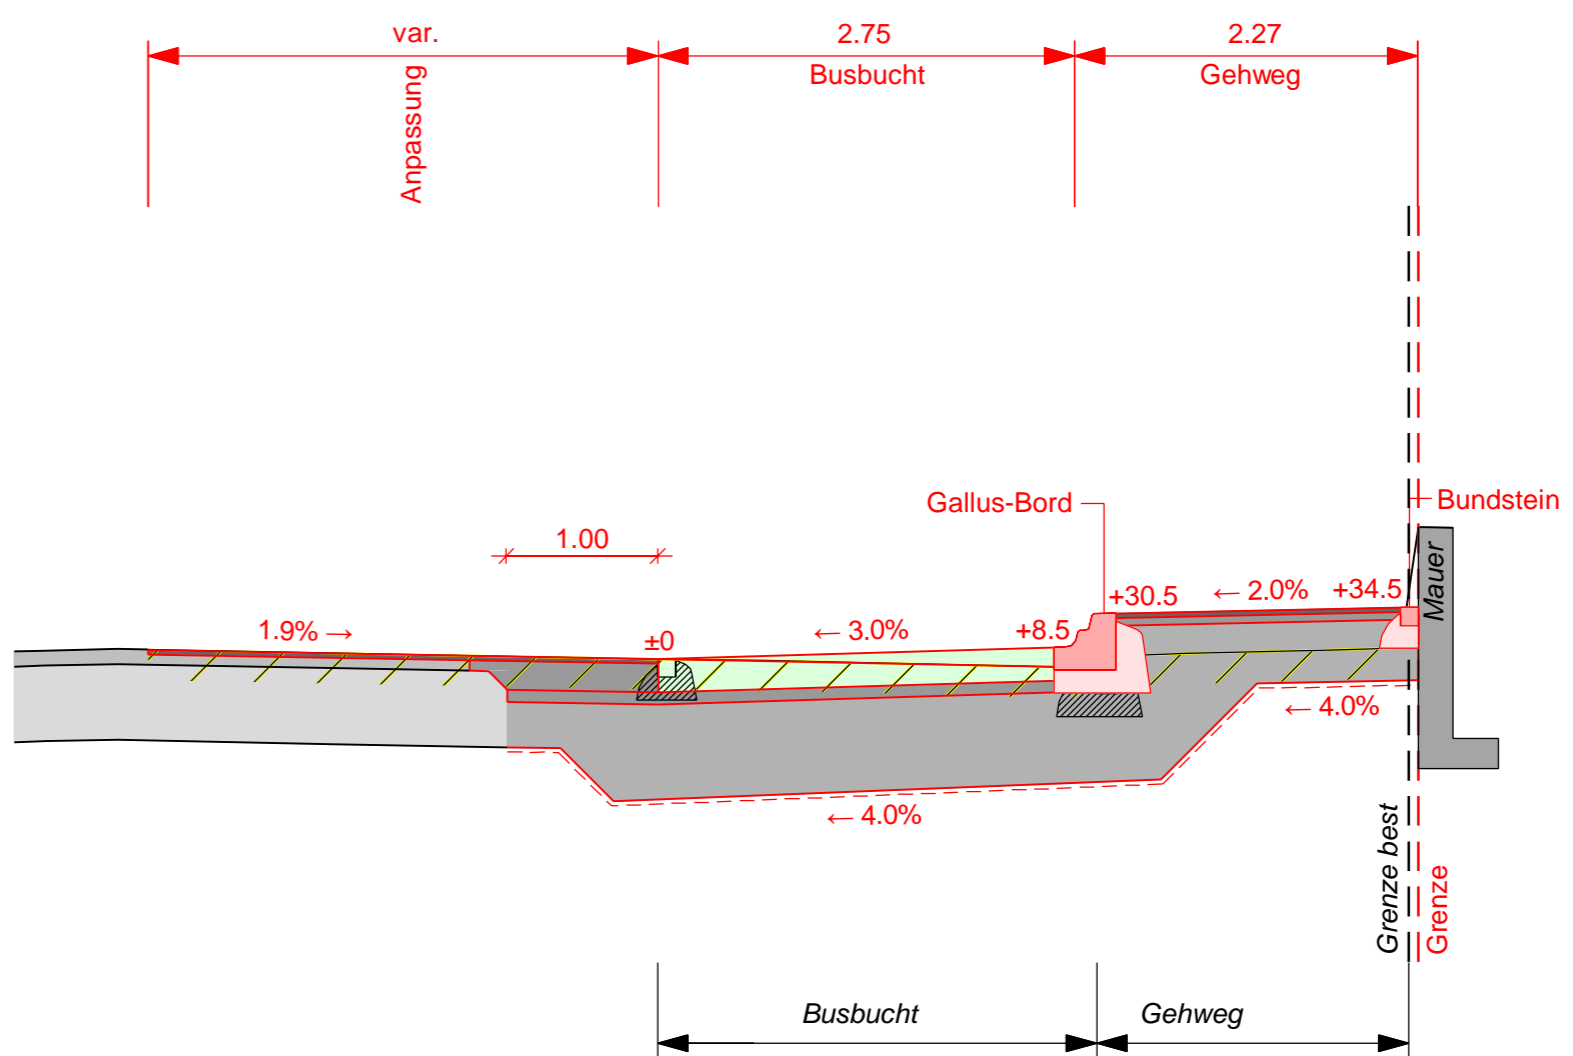 var.
2.75
2.27
Anpassung
Busbucht
Gehweg
Gallus-Bord
Bundstein
1.00
Mauer
+30.5
← 2.0%
+34.5
1.9% →
±0
← 3.0%
+8.5
← 4.0%
← 4.0%
Grenze best
Grenze
Busbucht
Gehweg